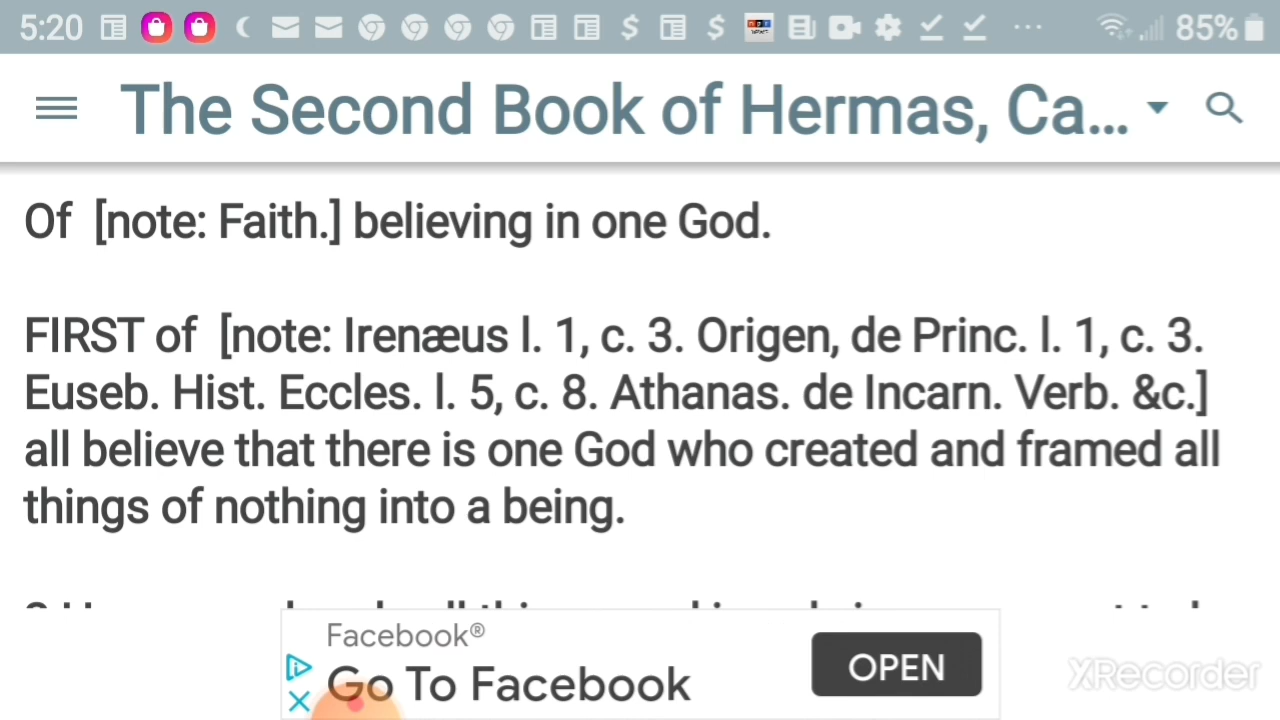 5:20 85%
The Second Book of Hermas, Ca...
Of [note: Faith.] believing in one God.
FIRST of [note: Irenæus l. 1, c. 3. Origen, de Princ. l. 1, c. 3.
Euseb. Hist. Eccles. l. 5, c. 8. Athanas. de Incarn. Verb. &c.]
all believe that there is one God who created and framed all
things of nothing into a being.
Facebook®
Go To Facebook
OPEN
XRecorder